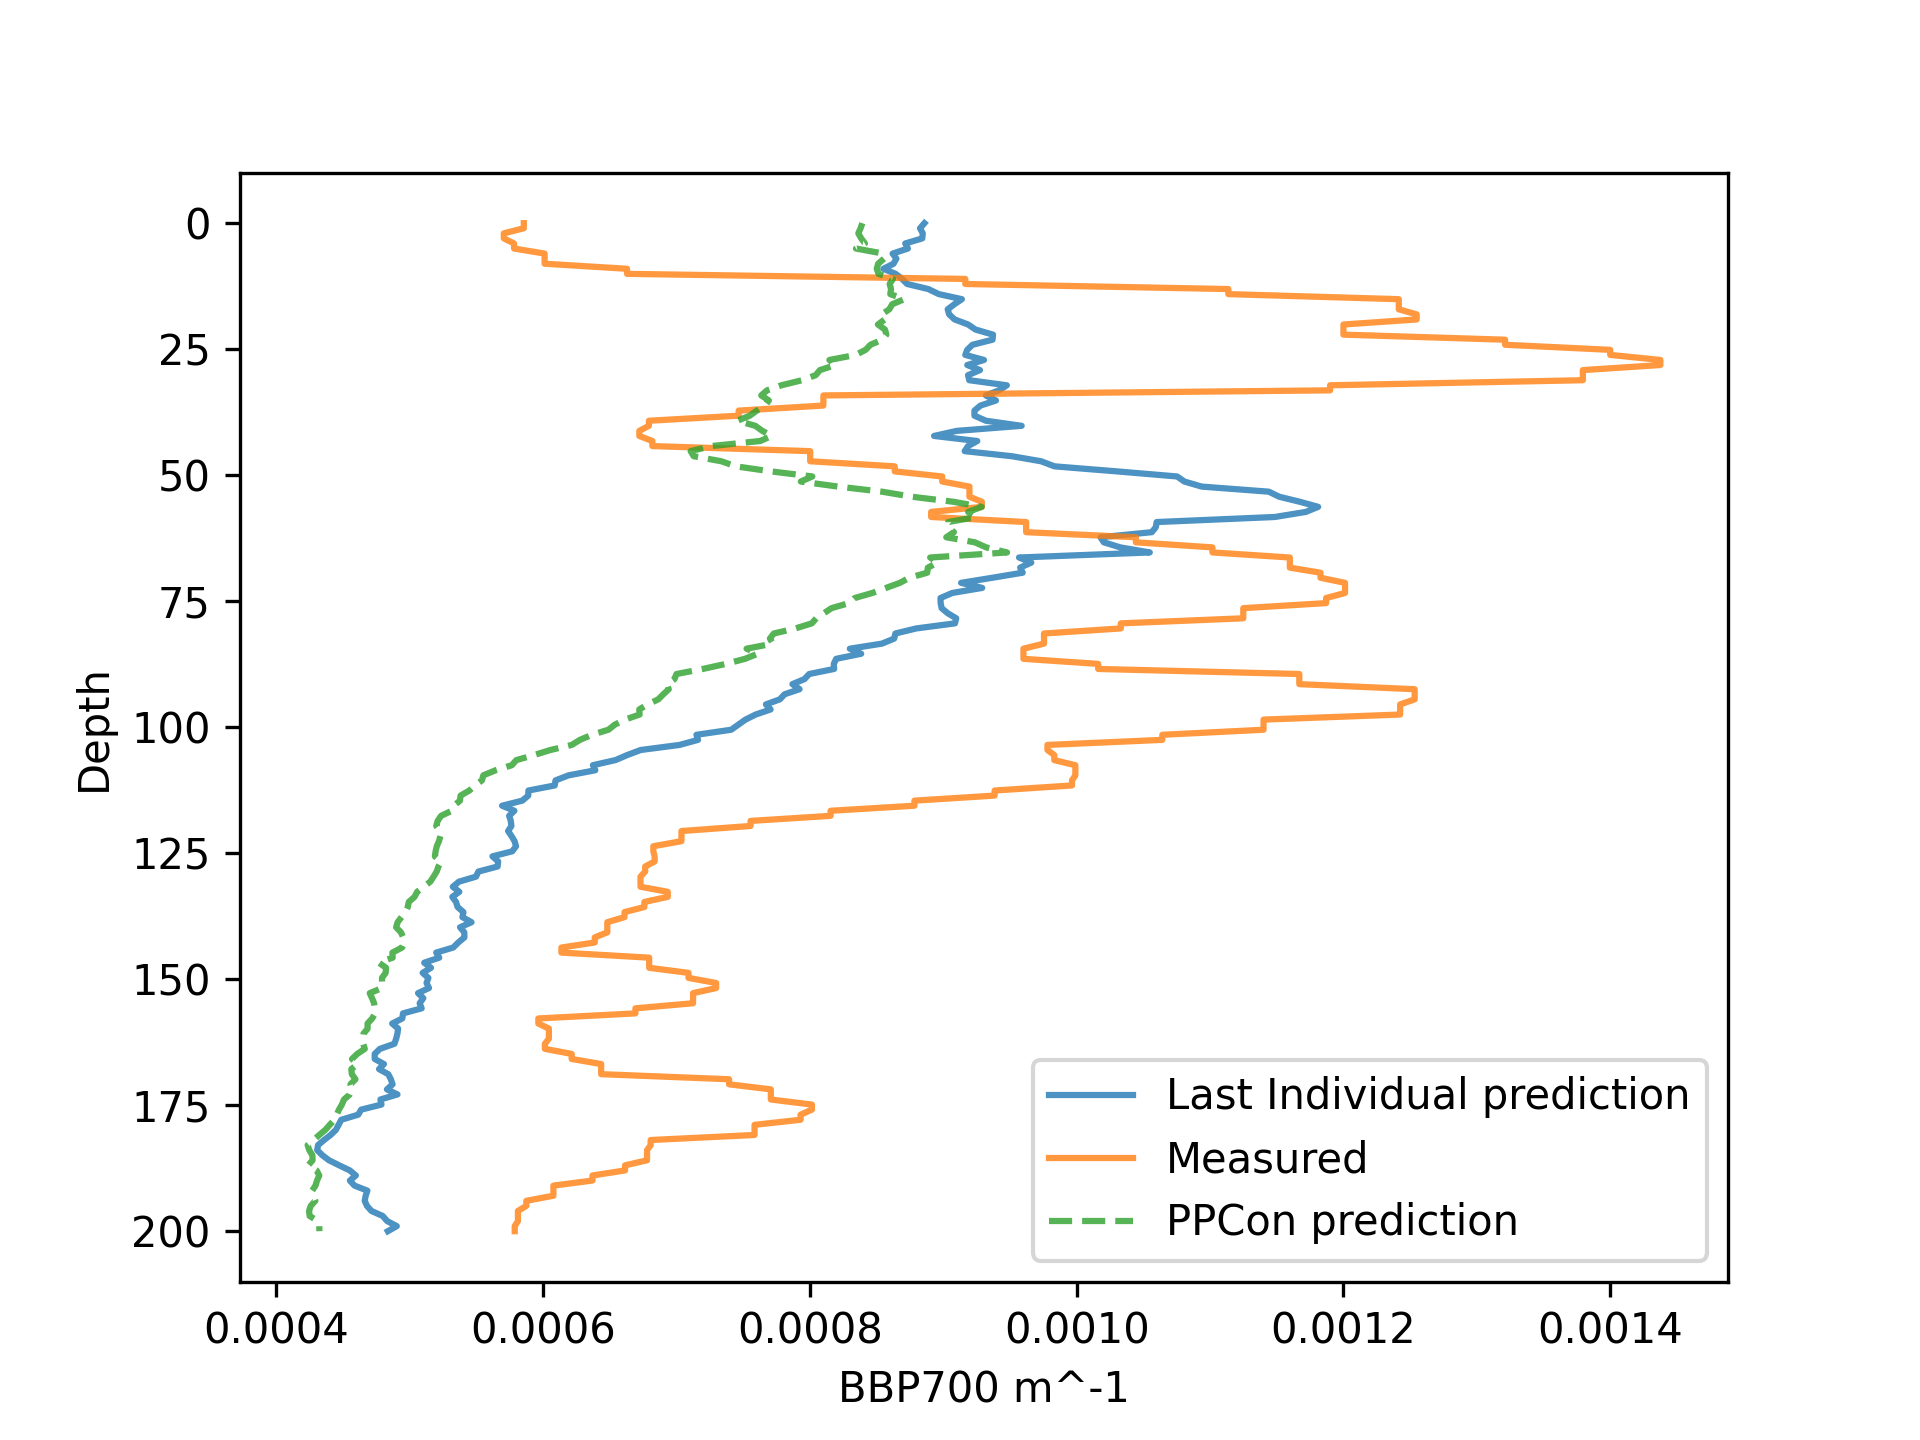 0
25
50
75
100
125
150
175
200
Depth
0.0004 0.0006 0.0008 0.0010 0.0012 0.0014
BBP700 m^-1
Last Individual prediction
Measured
PPCon prediction